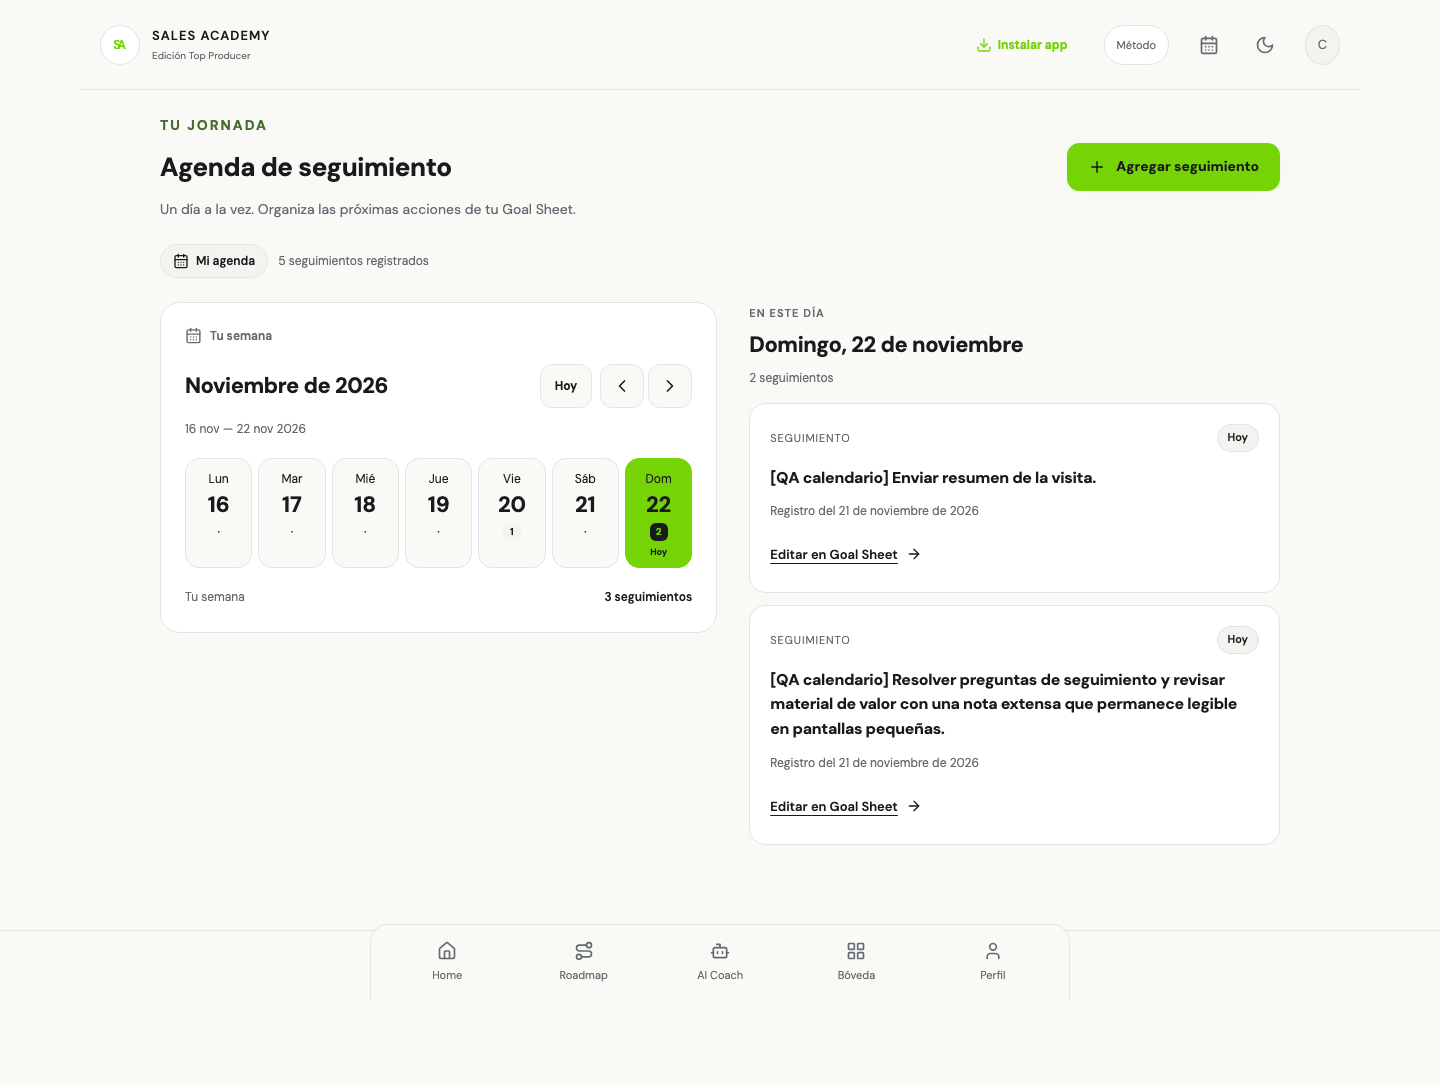 SA
SALES ACADEMY
Edición Top Producer
Instalar app
Método
C
TU JORNADA
Agenda de seguimiento
Agregar seguimiento
Un día a la vez. Organiza las próximas acciones de tu Goal Sheet.
Mi agenda
5 seguimientos registrados
Tu semana
Noviembre de 2026
Hoy
16 nov — 22 nov 2026
Lun
16
·
Mar
17
·
Mié
18
·
Jue
19
·
Vie
20
1
Sáb
21
·
Dom
22
2
Hoy
Tu semana
3 seguimientos
EN ESTE DÍA
Domingo, 22 de noviembre
2 seguimientos
SEGUIMIENTO
Hoy
[QA calendario] Enviar resumen de la visita.
Registro del 21 de noviembre de 2026
Editar en Goal Sheet
SEGUIMIENTO
Hoy
[QA calendario] Resolver preguntas de seguimiento y revisar
material de valor con una nota extensa que permanece legible
en pantallas pequeñas.
Registro del 21 de noviembre de 2026
Editar en Goal Sheet
Home
Roadmap
AI Coach
Bóveda
Perfil